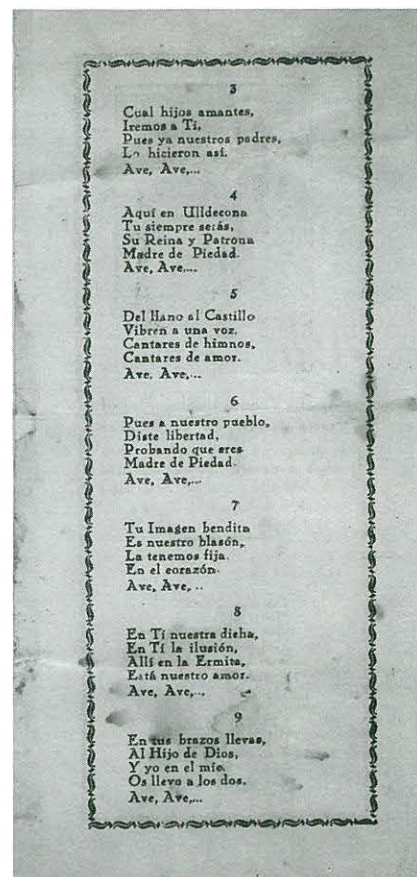 3
Cual hijos amantes,
Iremos a Ti,
Pues ya nuestros padres,
Lo hicieron así.
Ave, Ave,...
4
Aquí en Ulldecona
Tu siempre serás,
Su Reina y Patrona
Madre de Piedad.
Ave, Ave,...
5
Del llano al Castillo
Vibren a una voz,
Cantares de himnos,
Cantares de amor.
Ave, Ave,...
6
Pues a nuestro pueblo,
Diste libertad,
Probando que eres
Madre de Piedad.
Ave, Ave,...
7
Tu Imagen bendita
Es nuestro blasón,
La tenemos fija.
En el corazón.
Ave, Ave, ..
8
En Tí nuestra dicha,
En Tí la ilusión,
Allí en la Ermita,
Está nuestro amor.
Ave, Ave,...
9
En tus brazos llevas,
Al Hijo de Dios,
Y yo en el mío.
Os llevo a los dos.
Ave, Ave,...